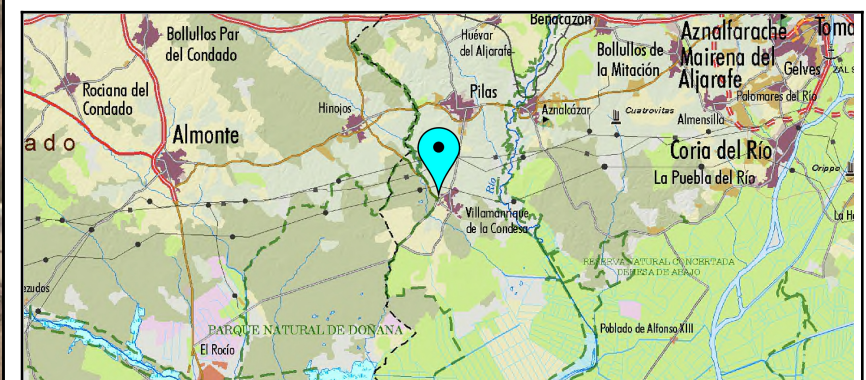 Benacazón
Bollullos Par
del Condado
Huévar
del Aljarafe
Bollullos de
la Mitación
Aznalfarache
Mairena del
Aljarafe
Gelves
Palomares del Río
Rociana del
Condado
Pilas
Hinojos
Aznalcázar
Cuatrovitas
Almensilla
Almonte
Coria del Río
La Puebla del Río
Río
Villamanrique
de la Condesa
RESERVA NATURAL CONCERTADA
DEHESA DE ABAJO
PARQUE NATURAL DE DOÑANA
El Rocío
Poblado de Alfonso XIII